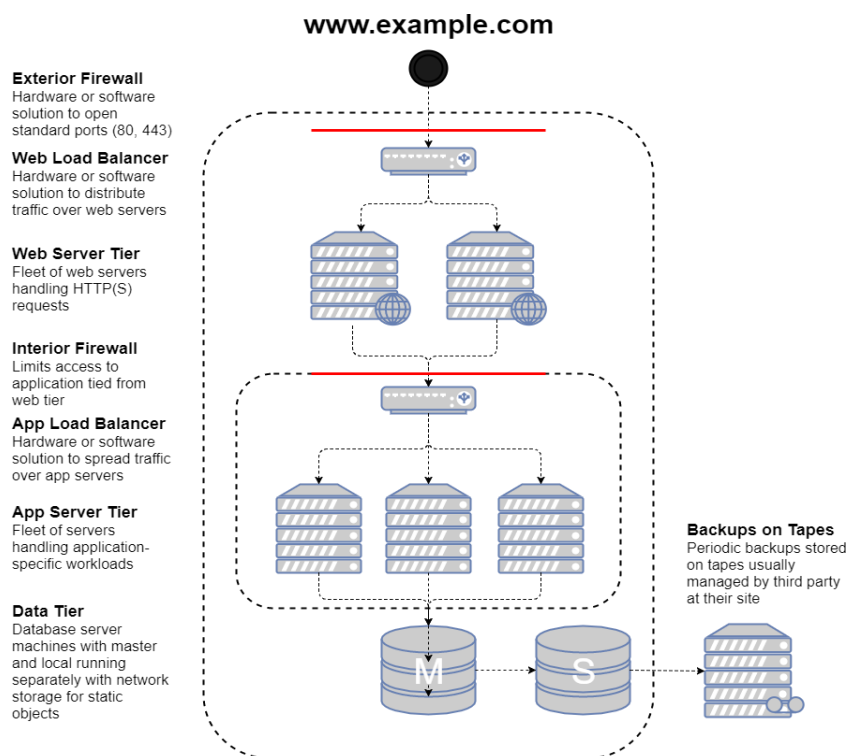 www.example.com
Exterior Firewall
Hardware or software
solution to open
standard ports (80, 443)
Web Load Balancer
Hardware or software
solution to distribute
traffic over web servers
Web Server Tier
Fleet of web servers
handling HTTP(S)
requests
Interior Firewall
Limits access to
application tied from
web tier
App Load Balancer
Hardware or software
solution to spread traffic
over app servers
App Server Tier
Fleet of servers
handling application-
specific workloads
Data Tier
Database server
machines with master
and local running
separately with network
storage for static
objects
M
S
Backups on Tapes
Periodic backups stored
on tapes usually
managed by third party
at their site